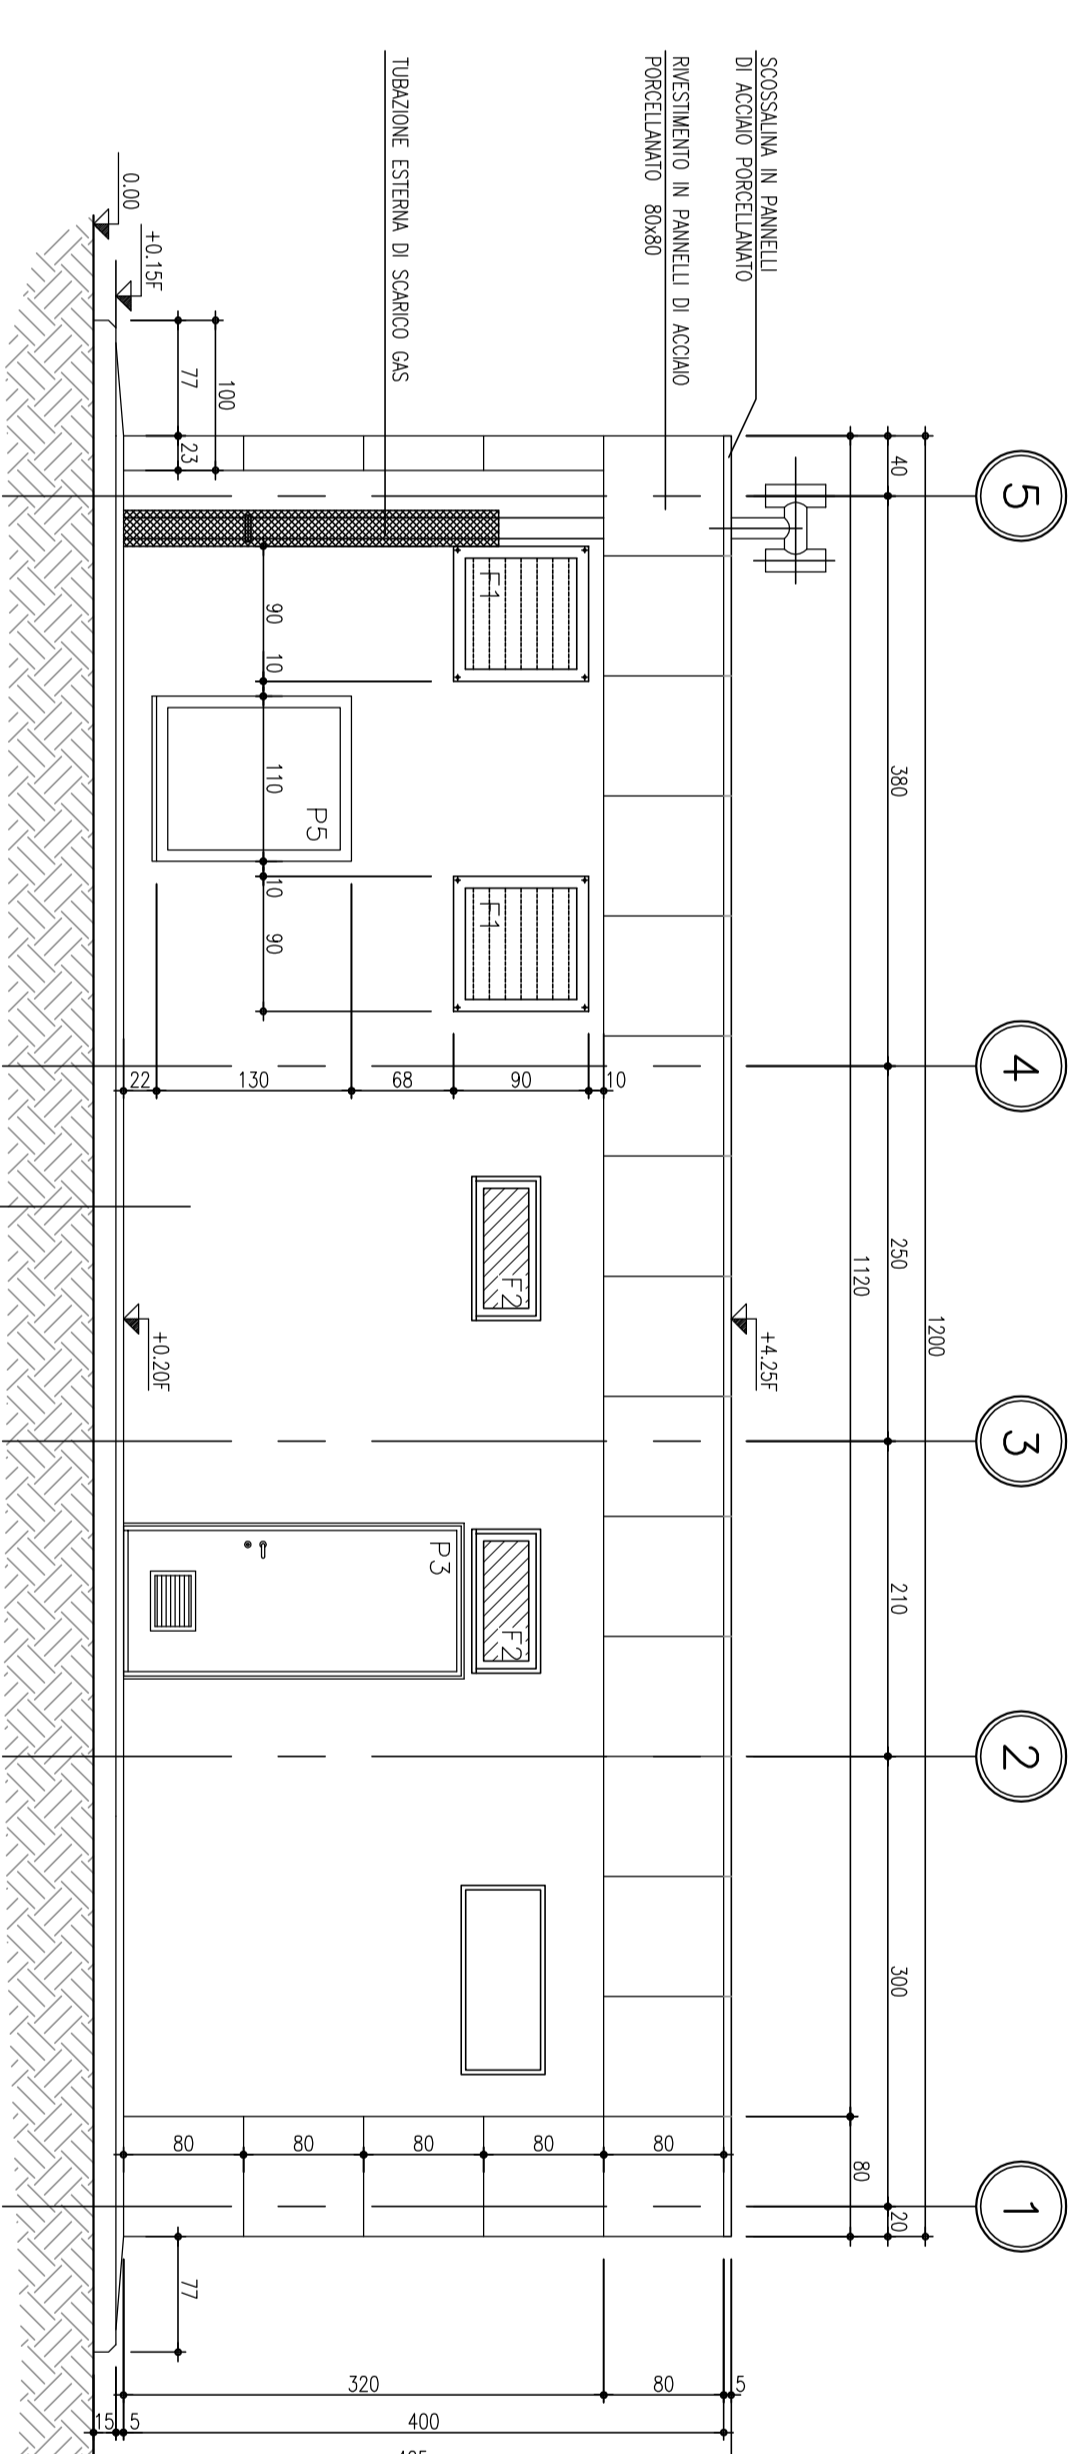 5
4
3
2
1
1200
40
380
250
210
300
20
1120
80
SCOSSALINA IN PANNELLI
DI ACCIAIO PORCELLANATO
RIVESTIMENTO IN PANNELLI DI ACCIAIO
PORCELLANATO 80x80
TUBAZIONE ESTERNA DI SCARICO GAS
+4.25F
F1
F1
F2
F2
P3
P5
90
10
110
10
90
22
130
68
90
10
100
77
23
0.00
+0.15F
+0.20F
80
80
80
80
80
77
320
80
5
15
5
400